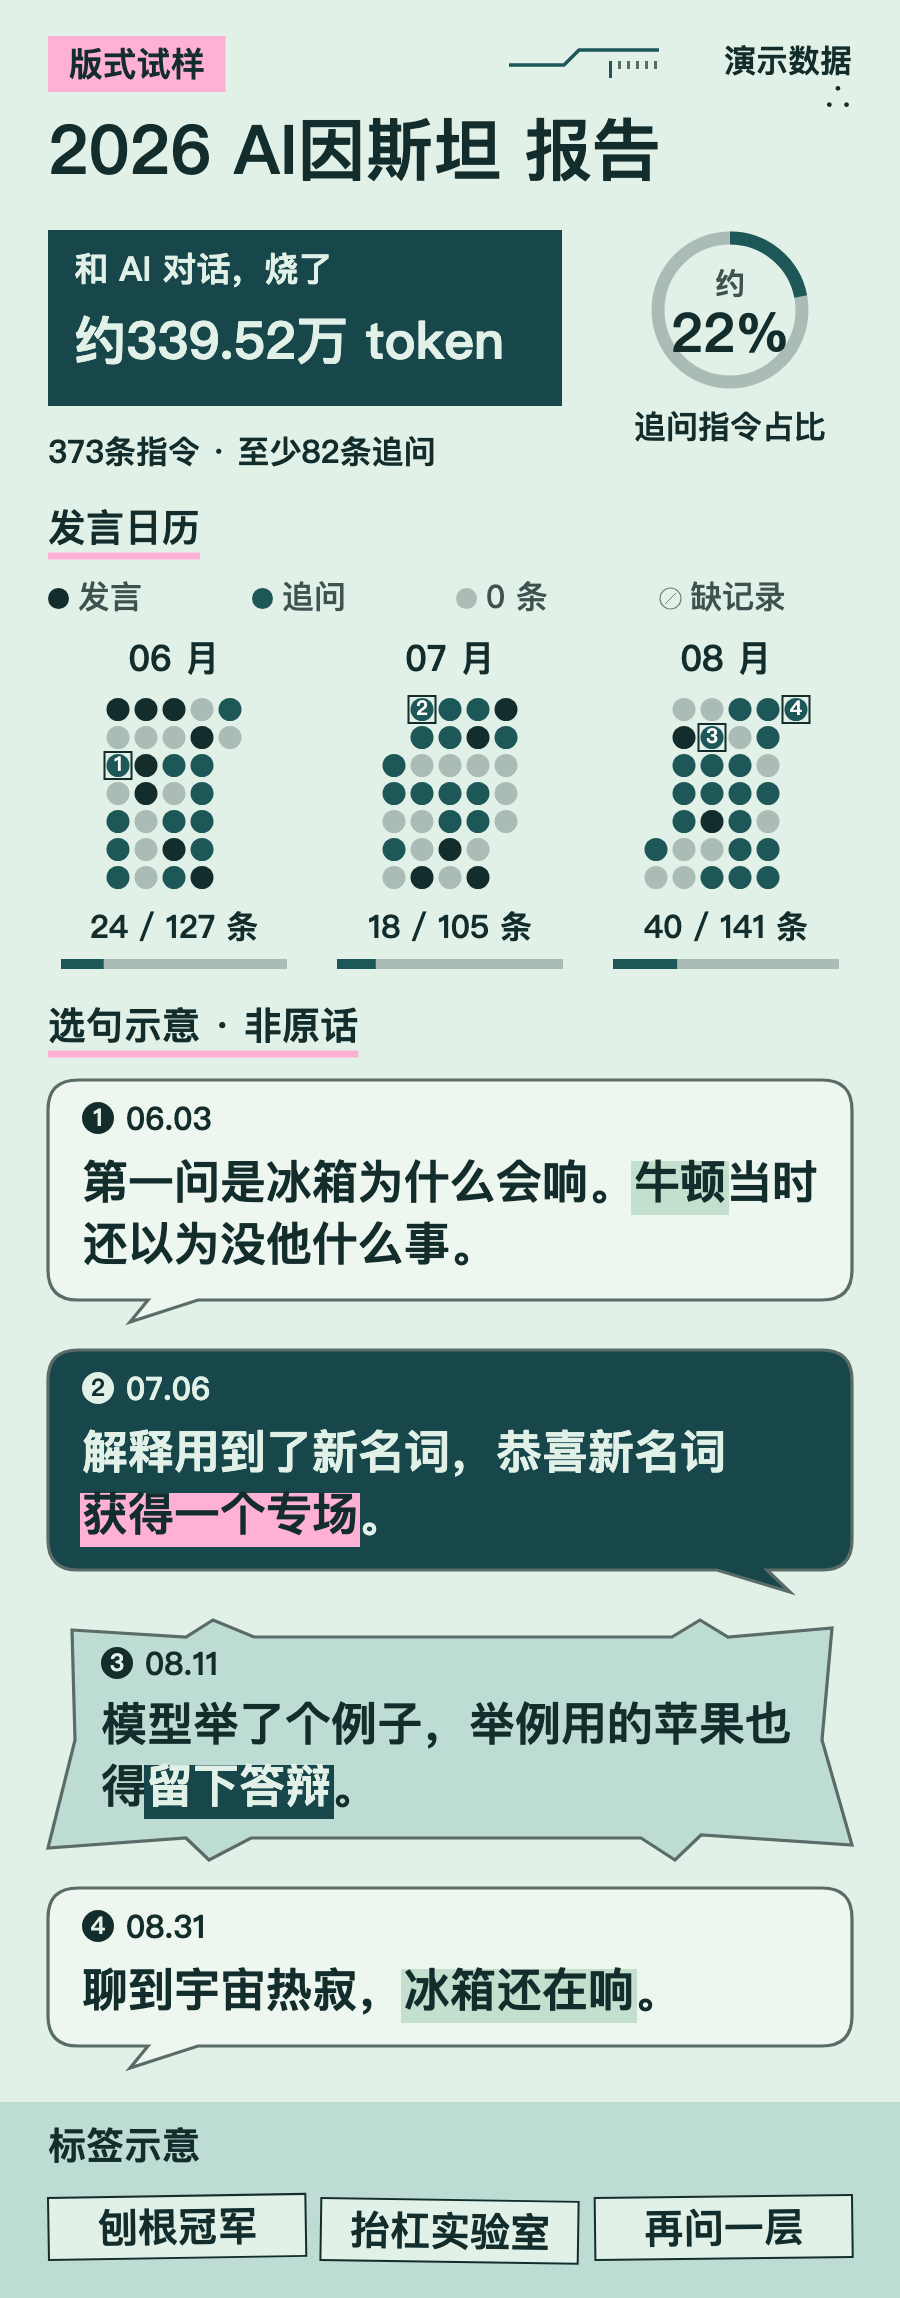 版式试样
演示数据
2026 AI因斯坦 报告
和 AI 对话，烧了
约339.52万 token
约
22%
追问指令占比
373条指令 · 至少82条追问
发言日历
发言 追问 0 条 缺记录
06 月 07 月 08 月
2 4
3
1
24 / 127 条 18 / 105 条 40 / 141 条
选句示意 · 非原话
1 06.03
第一问是冰箱为什么会响。牛顿当时
还以为没他什么事。
2 07.06
解释用到了新名词，恭喜新名词
获得一个专场。
3 08.11
模型举了个例子，举例用的苹果也
得留下答辩。
4 08.31
聊到宇宙热寂，冰箱还在响。
标签示意
刨根冠军 抬杠实验室 再问一层